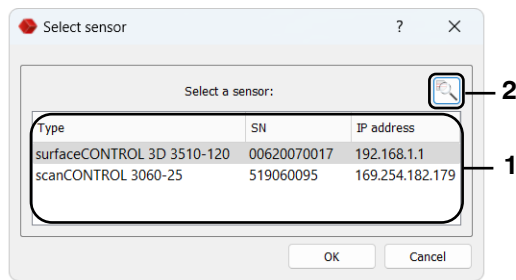 Select sensor ?
Select a sensor: 2
Type SN IP address
surfaceCONTROL 3D 3510-120 00620070017 192.168.1.1
scanCONTROL 3060-25 519060095 169.254.182.179
1
OK Cancel